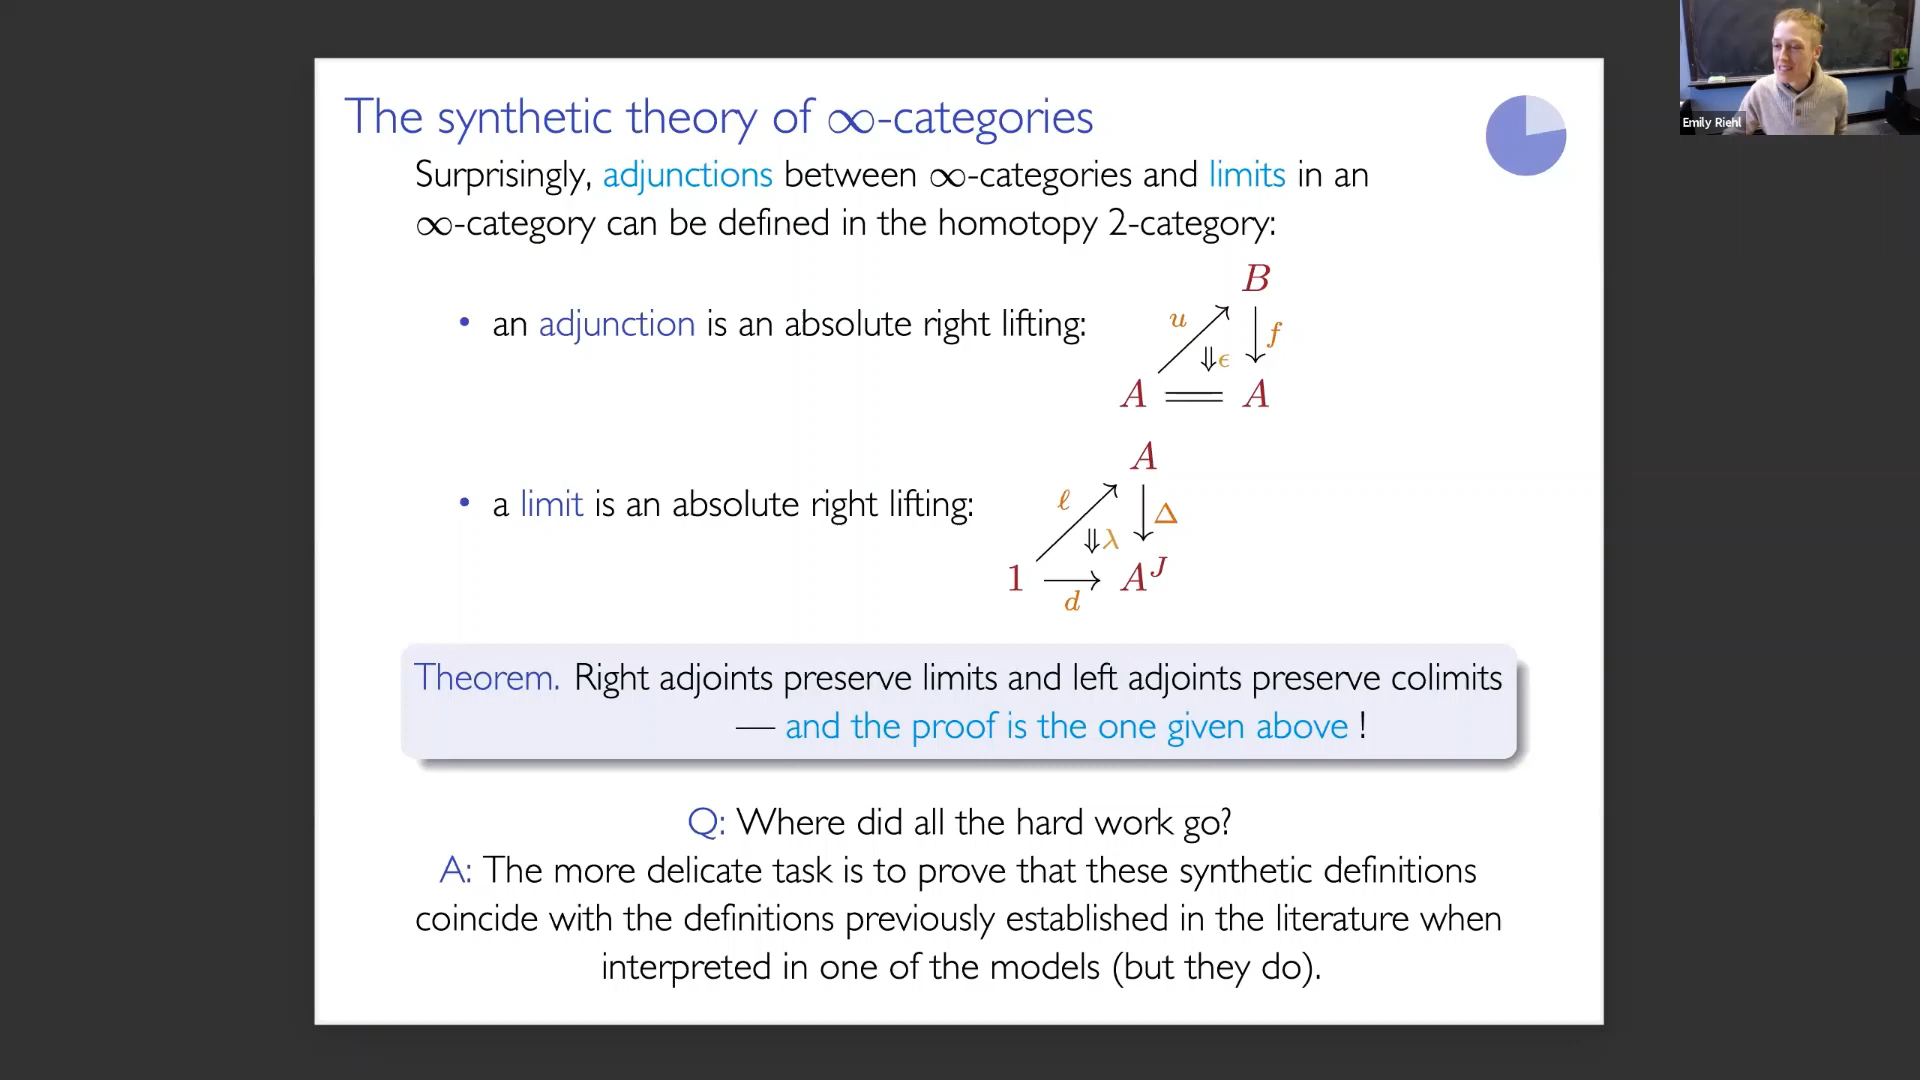 The synthetic theory of ∞-categories
Surprisingly, adjunctions between ∞-categories and limits in an
∞-category can be defined in the homotopy 2-category:
• an adjunction is an absolute right lifting:
B
u
f
⇓ϵ
A
A
• a limit is an absolute right lifting:
A
ℓ
Δ
⇓λ
1
A^J
d
Theorem. Right adjoints preserve limits and left adjoints preserve colimits
— and the proof is the one given above !
Q: Where did all the hard work go?
A: The more delicate task is to prove that these synthetic definitions
coincide with the definitions previously established in the literature when
interpreted in one of the models (but they do).
Emily Riehl